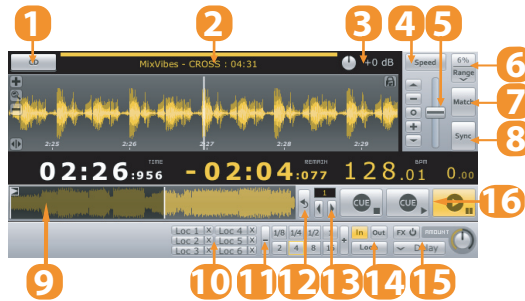 1 2 3 4 5
CD MixVibes - CROSS : 04:31 +0 dB Speed 6% 6
Range
Match 7
[A]
Sync 8
2:25 2:26 2:27 2:28 2:29
TIME REMAIN BPM
02:26:956 -02:04:077 128.01 0.00
1
CUE CUE 16
9
Loc 1 X Loc 4 X 1/8 1/4 1/2 + In Out FX AMOUNT
Loc 2 X Loc 5 X
Loc 3 X Loc 6 X 2 4 8 16 Loop Delay
10 11 12 13 14 15